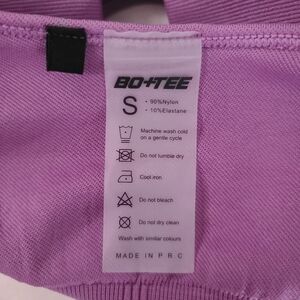 BO+TEE
S
• 90%Nylon
• 10%Elastane
Machine wash cold
on a gentle cycle
Do not tumble dry
Cool iron
Do not bleach
Do not dry clean
Wash with similar colours
MADE IN P R C